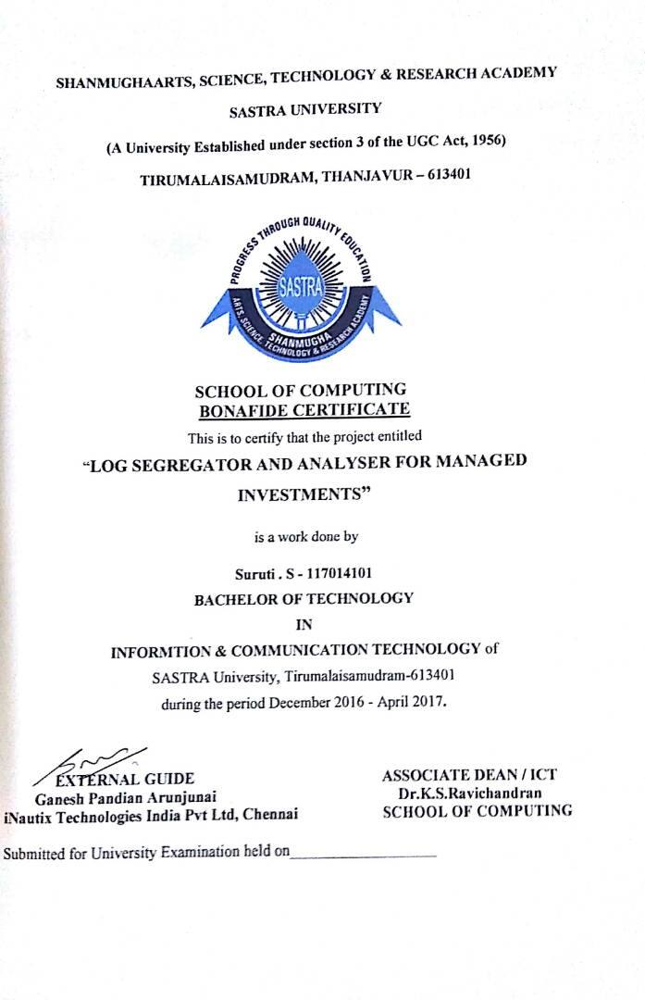 SHANMUGHAARTS, SCIENCE, TECHNOLOGY & RESEARCH ACADEMY
SASTRA UNIVERSITY
(A University Established under section 3 of the UGC Act, 1956)
TIRUMALAISAMUDRAM, THANJAVUR – 613401
PROGRESS THROUGH QUALITY EDUCATION
SASTRA
SHANMUGHA
ARTS, SCIENCE, TECHNOLOGY & RESEARCH ACADEMY
SCHOOL OF COMPUTING
BONAFIDE CERTIFICATE
This is to certify that the project entitled
“LOG SEGREGATOR AND ANALYSER FOR MANAGED
INVESTMENTS”
is a work done by
Suruti . S - 117014101
BACHELOR OF TECHNOLOGY
IN
INFORMTION & COMMUNICATION TECHNOLOGY of
SASTRA University, Tirumalaisamudram-613401
during the period December 2016 - April 2017.
EXTERNAL GUIDE
Ganesh Pandian Arunjunai
iNautix Technologies India Pvt Ltd, Chennai
ASSOCIATE DEAN / ICT
Dr.K.S.Ravichandran
SCHOOL OF COMPUTING
Submitted for University Examination held on